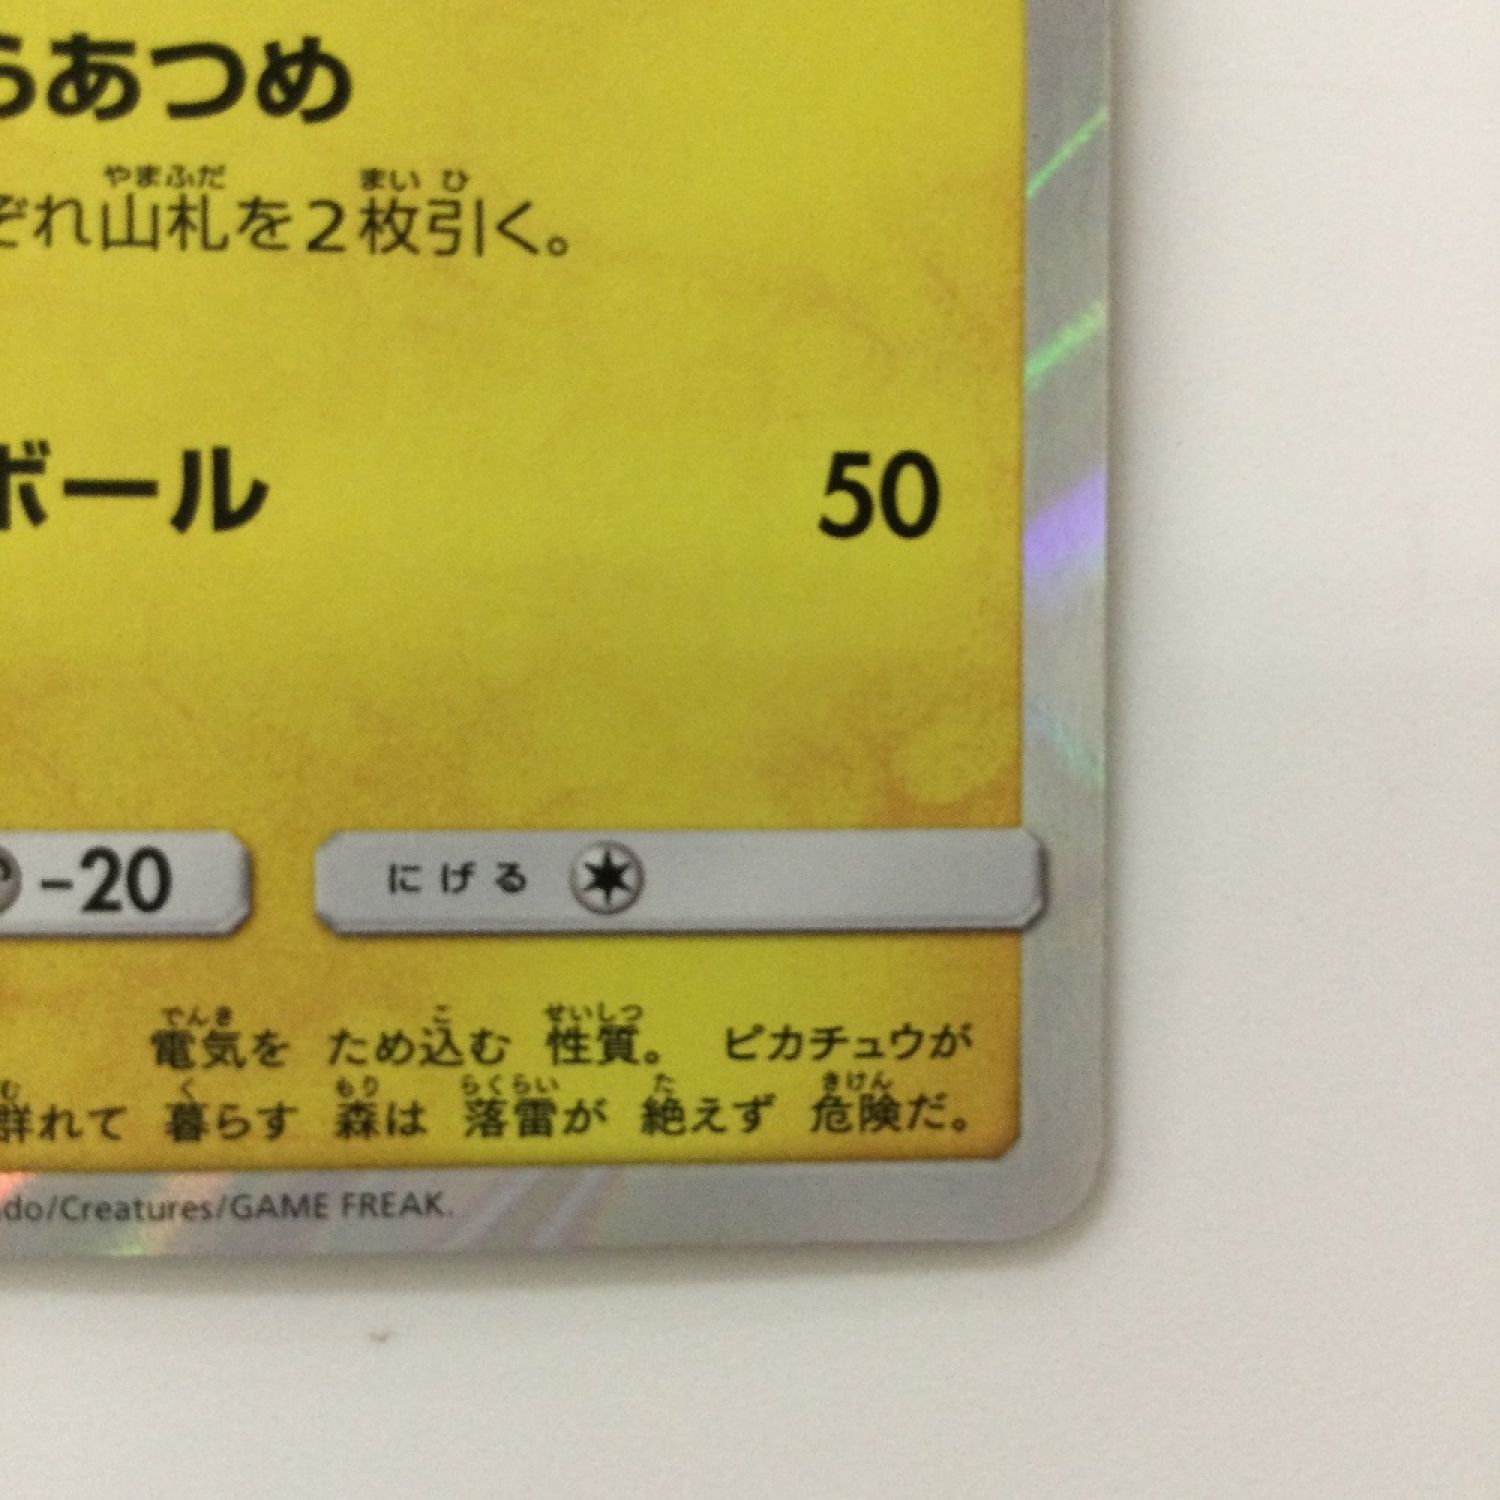 らあつめ
やまふだ まい ひ
ぞれ山札を2枚引く。
ボール 50
-20 にげる
でんき こ せいしつ
電気を ため込む 性質。 ピカチュウが
む く もり らくらい た きけん
群れて 暮らす 森は 落雷が 絶えず 危険だ。
do/Creatures/GAME FREAK.